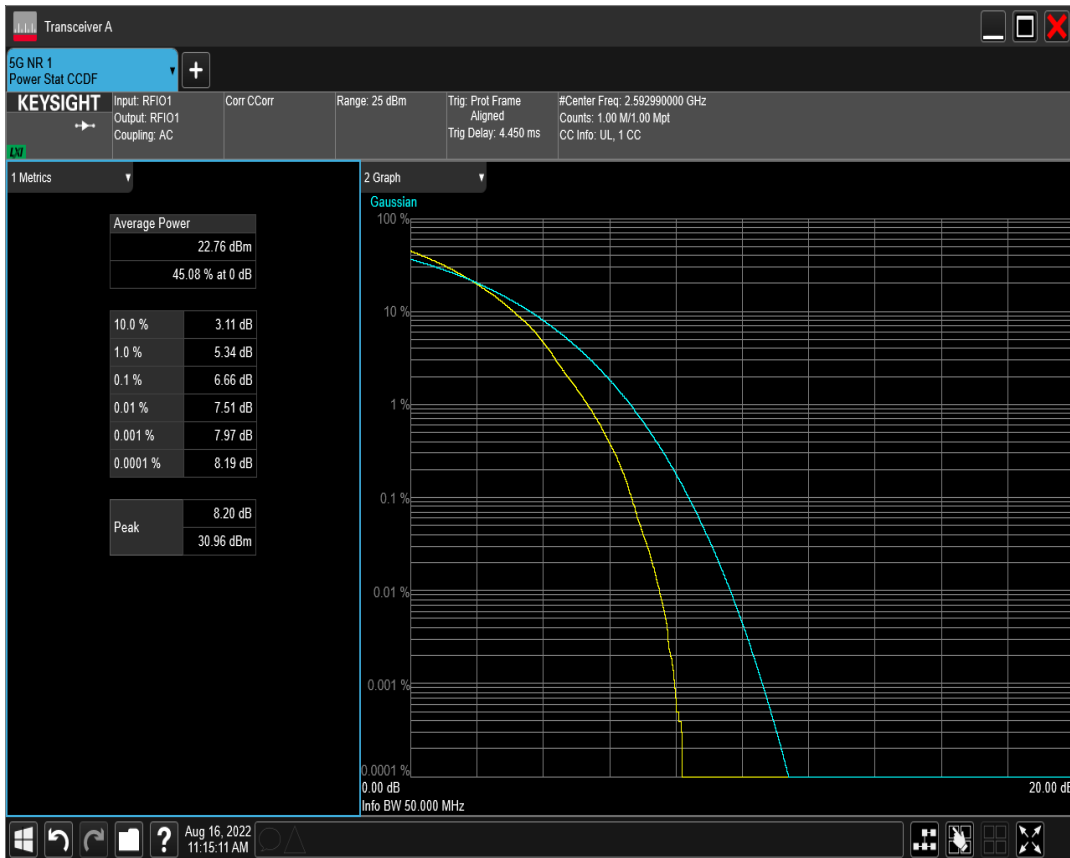 Transceiver A
5G NR 1
Power Stat CCDF
+
KEYSIGHT
LXI
Input: RFIO1
Output: RFIO1
Coupling: AC
Corr CCorr
Range: 25 dBm
Trig: Prot Frame
Aligned
Trig Delay: 4.450 ms
#Center Freq: 2.592990000 GHz
Counts: 1.00 M/1.00 Mpt
CC Info: UL, 1 CC
1 Metrics
Average Power
22.76 dBm
45.08 % at 0 dB
10.0 % 3.11 dB
1.0 % 5.34 dB
0.1 % 6.66 dB
0.01 % 7.51 dB
0.001 % 7.97 dB
0.0001 % 8.19 dB
Peak
8.20 dB
30.96 dBm
2 Graph
Gaussian
100 %
10 %
1 %
0.1 %
0.01 %
0.001 %
0.0001 %
0.00 dB
20.00 dB
Info BW 50.000 MHz
?
Aug 16, 2022
11:15:11 AM